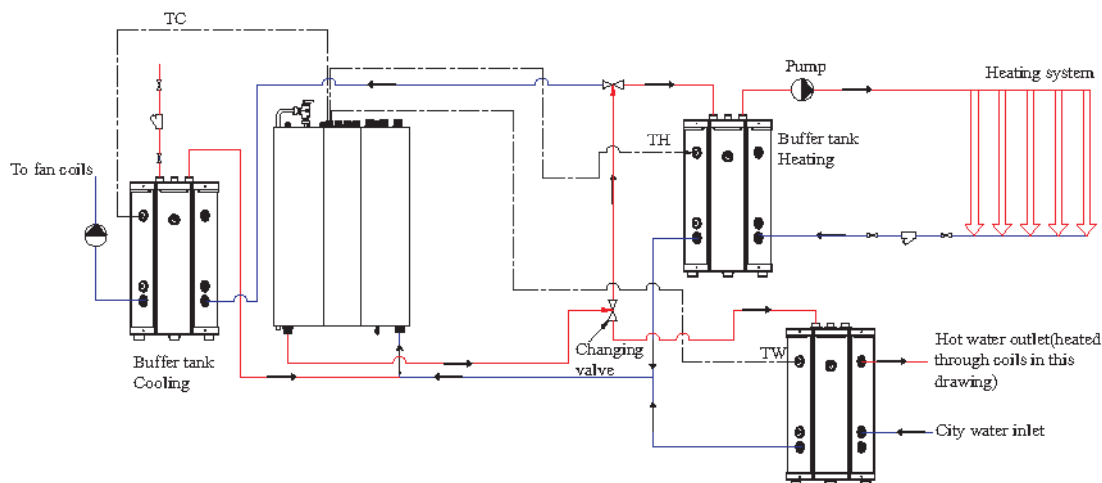 TC
Pump
Heating system
TH
Buffer tank
Heating
To fan coils
Buffer tank
Cooling
Changing
valve
TW
Hot water outlet(heated
through coils in this
drawing)
City water inlet